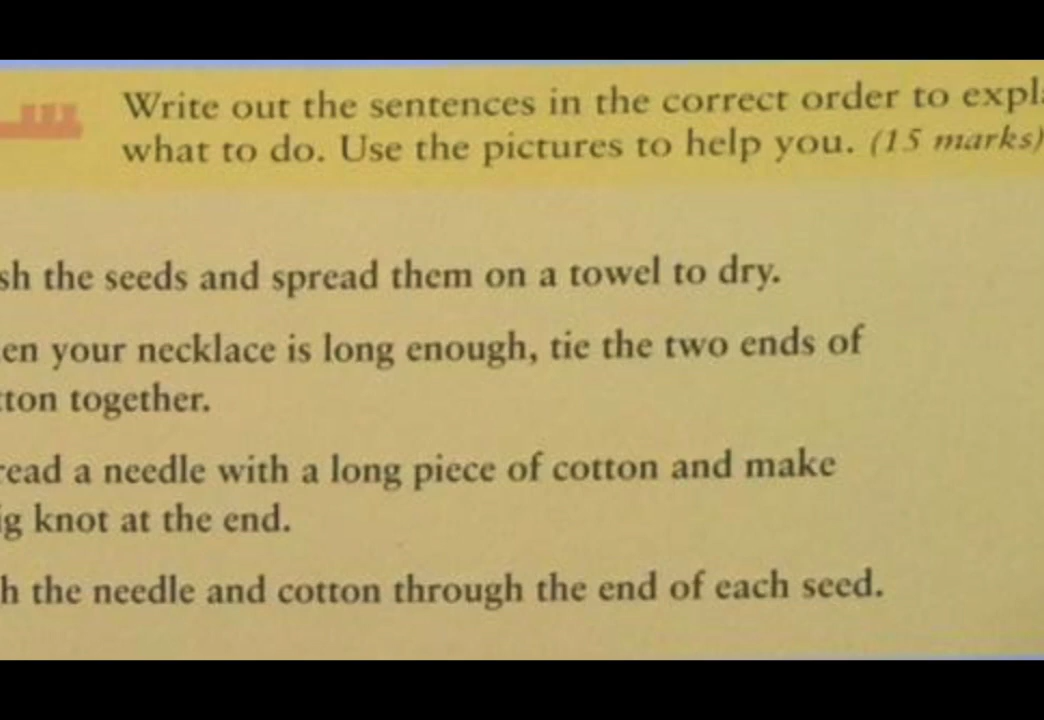 Write out the sentences in the correct order to expl
what to do. Use the pictures to help you. (15 marks)
sh the seeds and spread them on a towel to dry.
en your necklace is long enough, tie the two ends of
tton together.
read a needle with a long piece of cotton and make
ig knot at the end.
h the needle and cotton through the end of each seed.